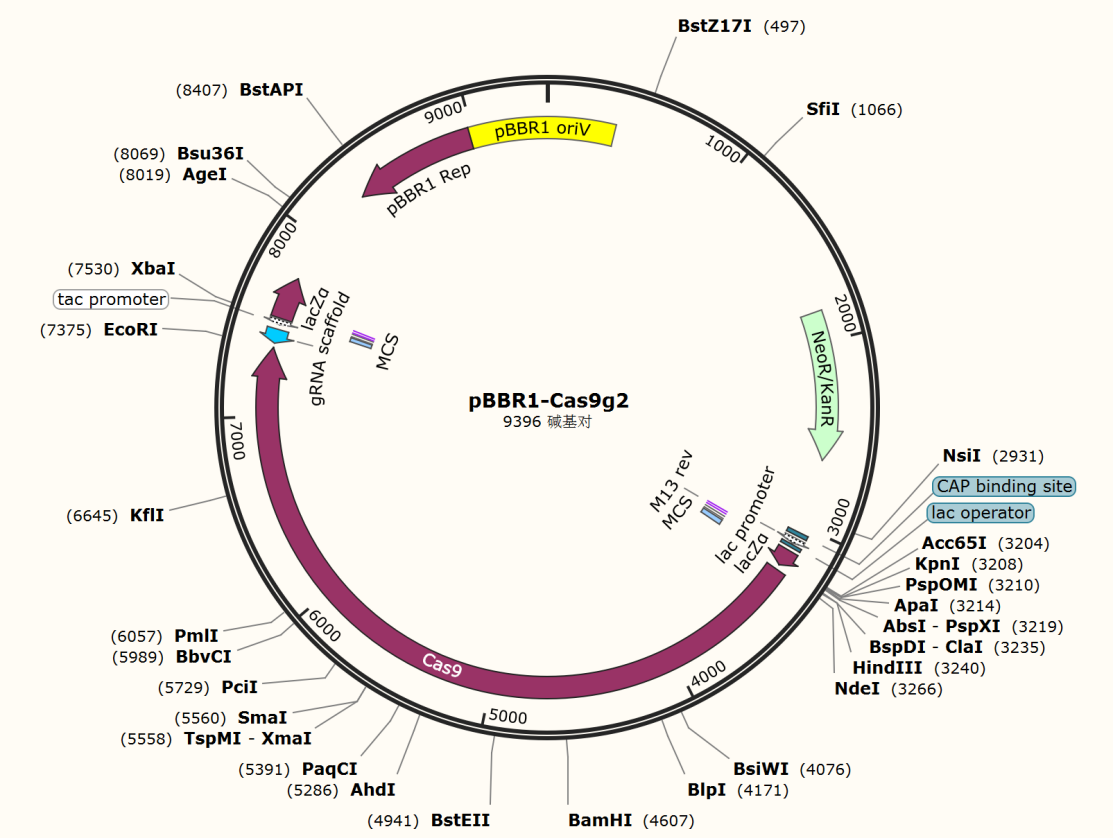 BstZ17I (497)
SfiI (1066)
(8407) BstAPI
(8069) Bsu36I
(8019) AgeI
(7530) XbaI
tac promoter
(7375) EcoRI
(6645) KflI
(6057) PmlI
(5989) BbvCI
(5729) PciI
(5560) SmaI
(5558) TspMI - XmaI
(5391) PaqCI
(5286) AhdI
(4941) BstEII
BamHI (4607)
BlpI (4171)
BsiWI (4076)
NsiI (2931)
CAP binding site
lac operator
Acc65I (3204)
KpnI (3208)
PspOMI (3210)
ApaI (3214)
AbsI - PspXI (3219)
BspDI - ClaI (3235)
HindIII (3240)
NdeI (3266)
1000
2000
3000
4000
5000
6000
7000
8000
9000
pBBR1 oriV
pBBR1 Rep
NeoR/KanR
lacZα
gRNA scaffold
MCS
pBBR1-Cas9g2
9396 碱基对
M13 rev
MCS
lac promoter
lacZα
Cas9